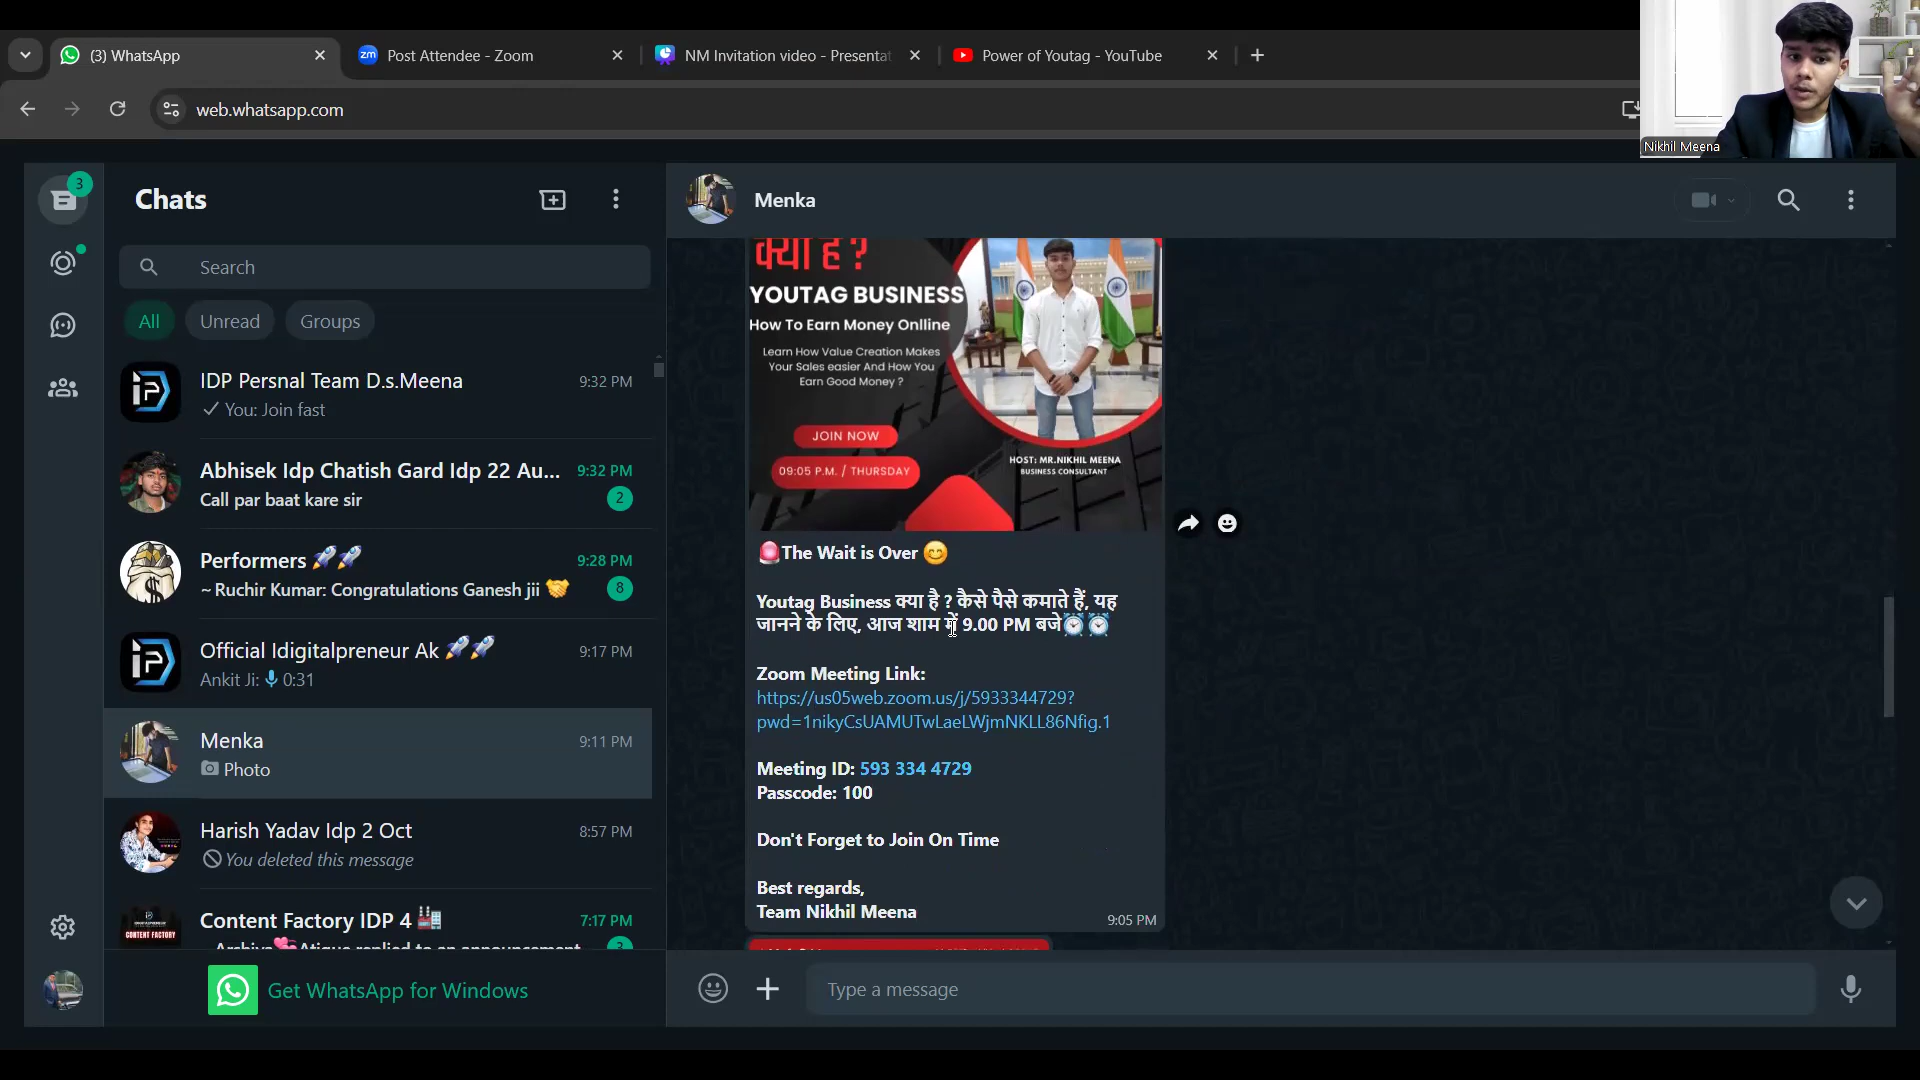 (3) WhatsApp
Post Attendee - Zoom
NM Invitation video - Presentat
Power of Youtag - YouTube
web.whatsapp.com
Nikhil Meena
3
Chats
Search
All
Unread
Groups
IDP Persnal Team D.s.Meena
9:32 PM
You: Join fast
Abhisek Idp Chatish Gard Idp 22 Au...
9:32 PM
Call par baat kare sir
2
Performers 🚀🚀
9:28 PM
~ Ruchir Kumar: Congratulations Ganesh jii 🤝
8
Official Idigitalpreneur Ak 🚀🚀
9:17 PM
Ankit Ji: 0:31
Menka
9:11 PM
Photo
Harish Yadav Idp 2 Oct
8:57 PM
You deleted this message
Content Factory IDP 4 🏭
7:17 PM
CONTENT FACTORY
Get WhatsApp for Windows
Menka
क्या है ?
YOUTAG BUSINESS
How To Earn Money Onlline
Learn How Value Creation Makes
Your Sales easier And How You
Earn Good Money ?
JOIN NOW
09:05 P.M. / THURSDAY
HOST: MR.NIKHIL MEENA
BUSINESS CONSULTANT
🚨The Wait is Over 😊
Youtag Business क्या है ? कैसे पैसे कमाते हैं, यह
जानने के लिए, आज शाम में 9.00 PM बजे⏰⏰
Zoom Meeting Link:
https://us05web.zoom.us/j/5933344729?
pwd=1nikyCsUAMUTwLaeLWjmNKLL86Nfig.1
Meeting ID: 593 334 4729
Passcode: 100
Don't Forget to Join On Time
Best regards,
Team Nikhil Meena
9:05 PM
Type a message